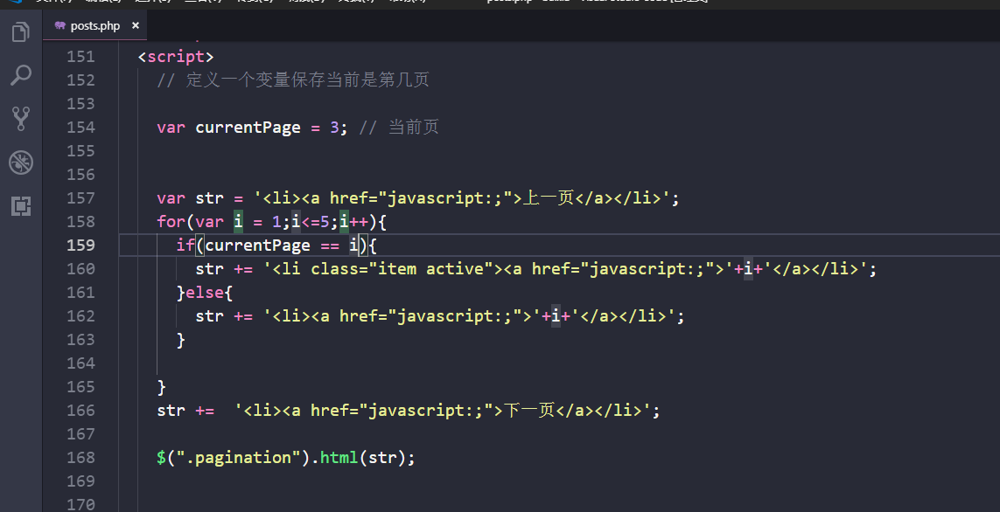 posts.php ×
151 <script>
152 // 定义一个变量保存当前是第几页
153
154 var currentPage = 3; // 当前页
155
156
157 var str = '<li><a href="javascript:;">上一页</a></li>';
158 for(var i = 1;i<=5;i++){
159 if(currentPage == i){
160 str += '<li class="item active"><a href="javascript:;">'+i+'</a></li>';
161 }else{
162 str += '<li><a href="javascript:;">'+i+'</a></li>';
163 }
164
165 }
166 str +=  '<li><a href="javascript:;">下一页</a></li>';
167
168 $(".pagination").html(str);
169
170